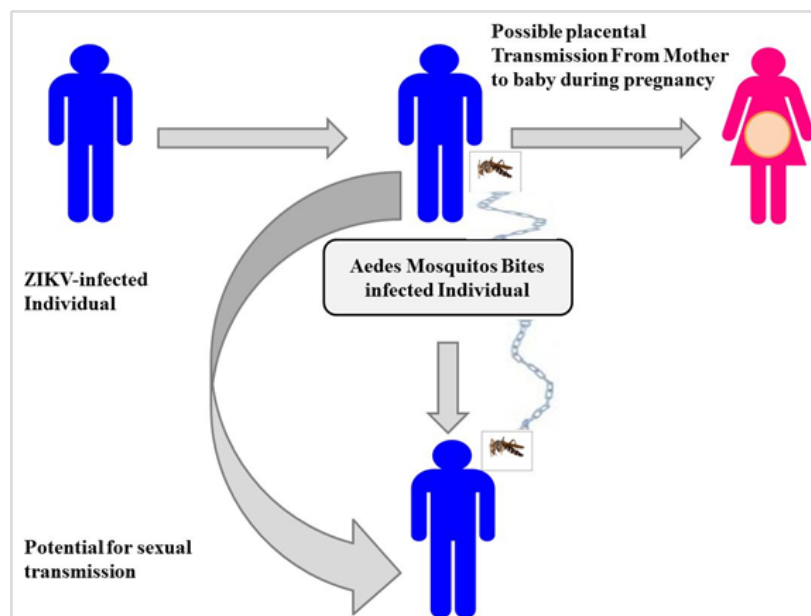 Possible placental
Transmission From Mother
to baby during pregnancy
ZIKV-infected
Individual
Aedes Mosquitos Bites
infected Individual
Potential for sexual
transmission